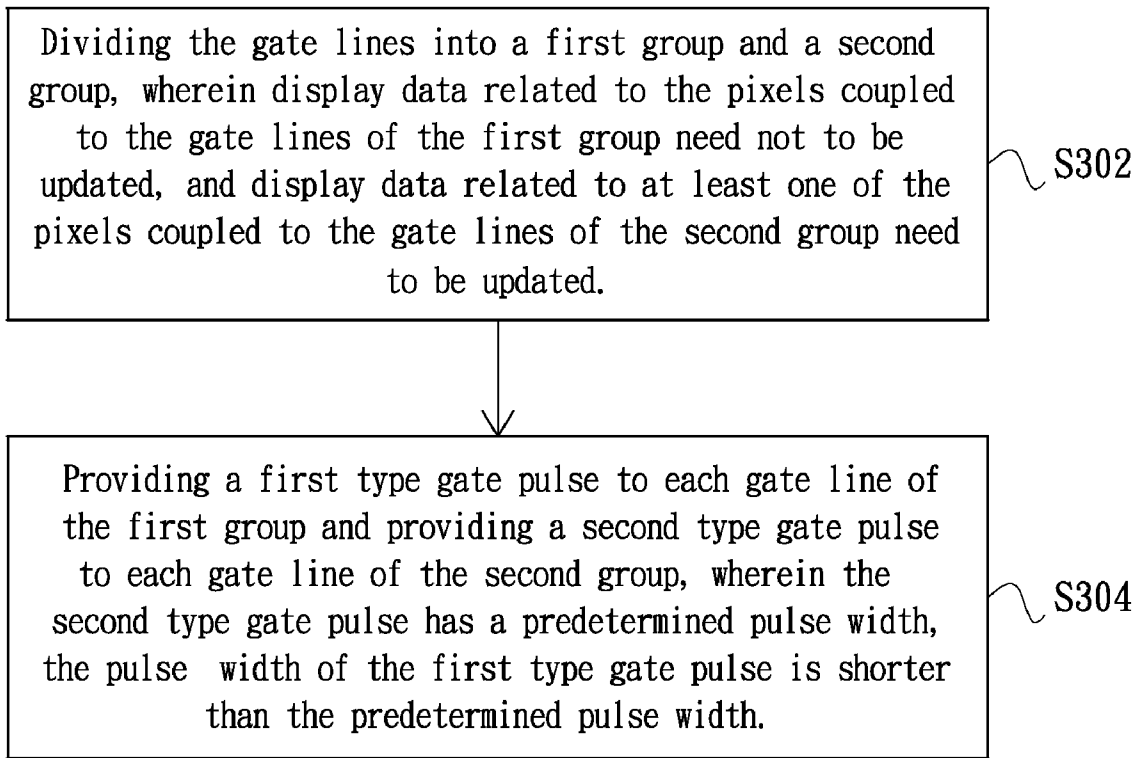 Dividing the gate lines into a first group and a second
group, wherein display data related to the pixels coupled
to the gate lines of the first group need not to be
updated, and display data related to at least one of the
pixels coupled to the gate lines of the second group need
to be updated.
S302
Providing a first type gate pulse to each gate line of
the first group and providing a second type gate pulse
to each gate line of the second group, wherein the
second type gate pulse has a predetermined pulse width,
the pulse width of the first type gate pulse is shorter
than the predetermined pulse width.
S304